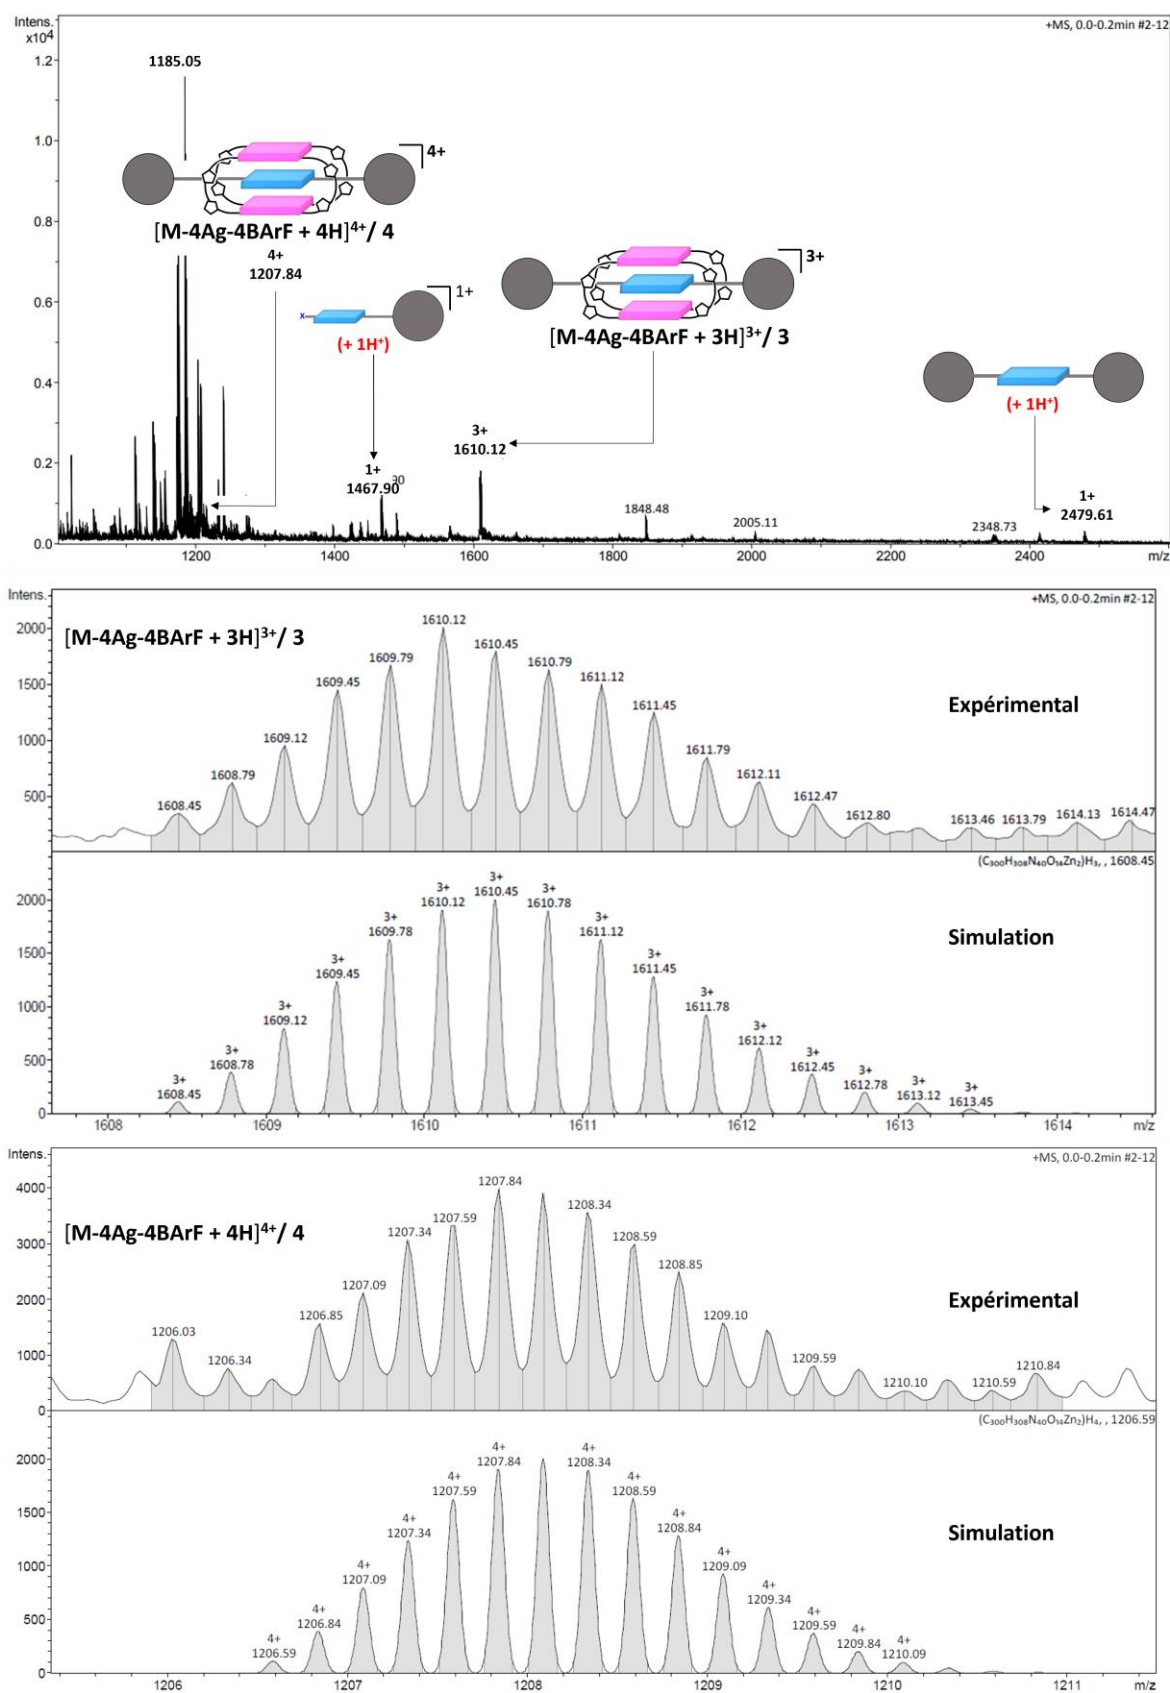 Intens.
x10⁴
+MS, 0.0-0.2min #2-12
1.2
1185.05
1.0
4+
0.8
[M-4Ag-4BArF + 4H]⁴⁺/ 4
4+
1207.84
3+
0.6
1+
x
(+ 1H⁺)
[M-4Ag-4BArF + 3H]³⁺/ 3
0.4
(+ 1H⁺)
3+
1610.12
0.2
1+
1467.90
1848.48
2005.11
2348.73
1+
2479.61
0.0
1200 1400 1600 1800 2000 2200 2400 m/z
Intens.
+MS, 0.0-0.2min #2-12
[M-4Ag-4BArF + 3H]³⁺/ 3
Expérimental
2000
1500
1000
500
1608.45 1608.79 1609.12 1609.45 1609.79 1610.12 1610.45 1610.79 1611.12 1611.45 1611.79 1612.11 1612.47 1612.80 1613.46 1613.79 1614.13 1614.47
(C₃₀₀H₃₀₈N₄₀O₁₄Zn₂)H₃, , 1608.45
Simulation
2000
1500
1000
500
0
3+ 3+ 3+ 3+ 3+ 3+ 3+ 3+ 3+ 3+ 3+ 3+ 3+ 3+ 3+ 3+
1608.45 1608.78 1609.12 1609.45 1609.78 1610.12 1610.45 1610.78 1611.12 1611.45 1611.78 1612.12 1612.45 1612.78 1613.12 1613.45
1608 1609 1610 1611 1612 1613 1614 m/z
Intens.
+MS, 0.0-0.2min #2-12
[M-4Ag-4BArF + 4H]⁴⁺/ 4
Expérimental
4000
3000
2000
1000
0
1206.03 1206.34 1206.85 1207.09 1207.34 1207.59 1207.84 1208.34 1208.59 1208.85 1209.10 1209.59 1210.10 1210.59 1210.84
(C₃₀₀H₃₀₈N₄₀O₁₄Zn₂)H₄, , 1206.59
Simulation
2000
1500
1000
500
0
4+ 4+ 4+ 4+ 4+ 4+ 4+ 4+ 4+ 4+ 4+ 4+ 4+ 4+
1206.59 1206.84 1207.09 1207.34 1207.59 1207.84 1208.34 1208.59 1208.84 1209.09 1209.34 1209.59 1209.84 1210.09
1206 1207 1208 1209 1210 1211 m/z